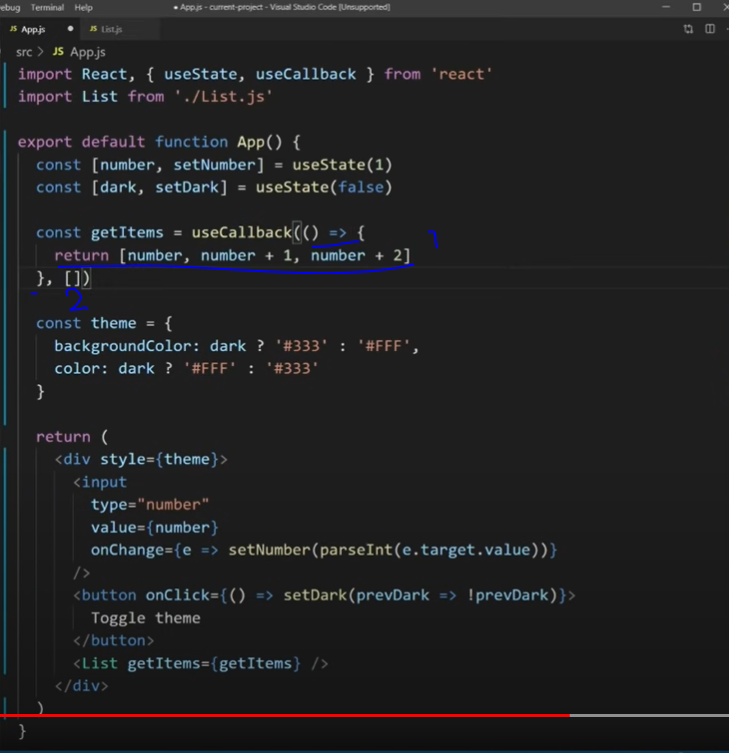 ebug Terminal Help ● App.js - current-project - Visual Studio Code [Unsupported]
JS App.js ● JS List.js
src > JS App.js
import React, { useState, useCallback } from 'react'
import List from './List.js'
export default function App() {
const [number, setNumber] = useState(1)
const [dark, setDark] = useState(false)
const getItems = useCallback(() => {
1
return [number, number + 1, number + 2]
}, [])
2
const theme = {
backgroundColor: dark ? '#333' : '#FFF',
color: dark ? '#FFF' : '#333'
}
return (
<div style={theme}>
<input
type="number"
value={number}
onChange={e => setNumber(parseInt(e.target.value))}
/>
<button onClick={() => setDark(prevDark => !prevDark)}>
Toggle theme
</button>
<List getItems={getItems} />
</div>
)
}